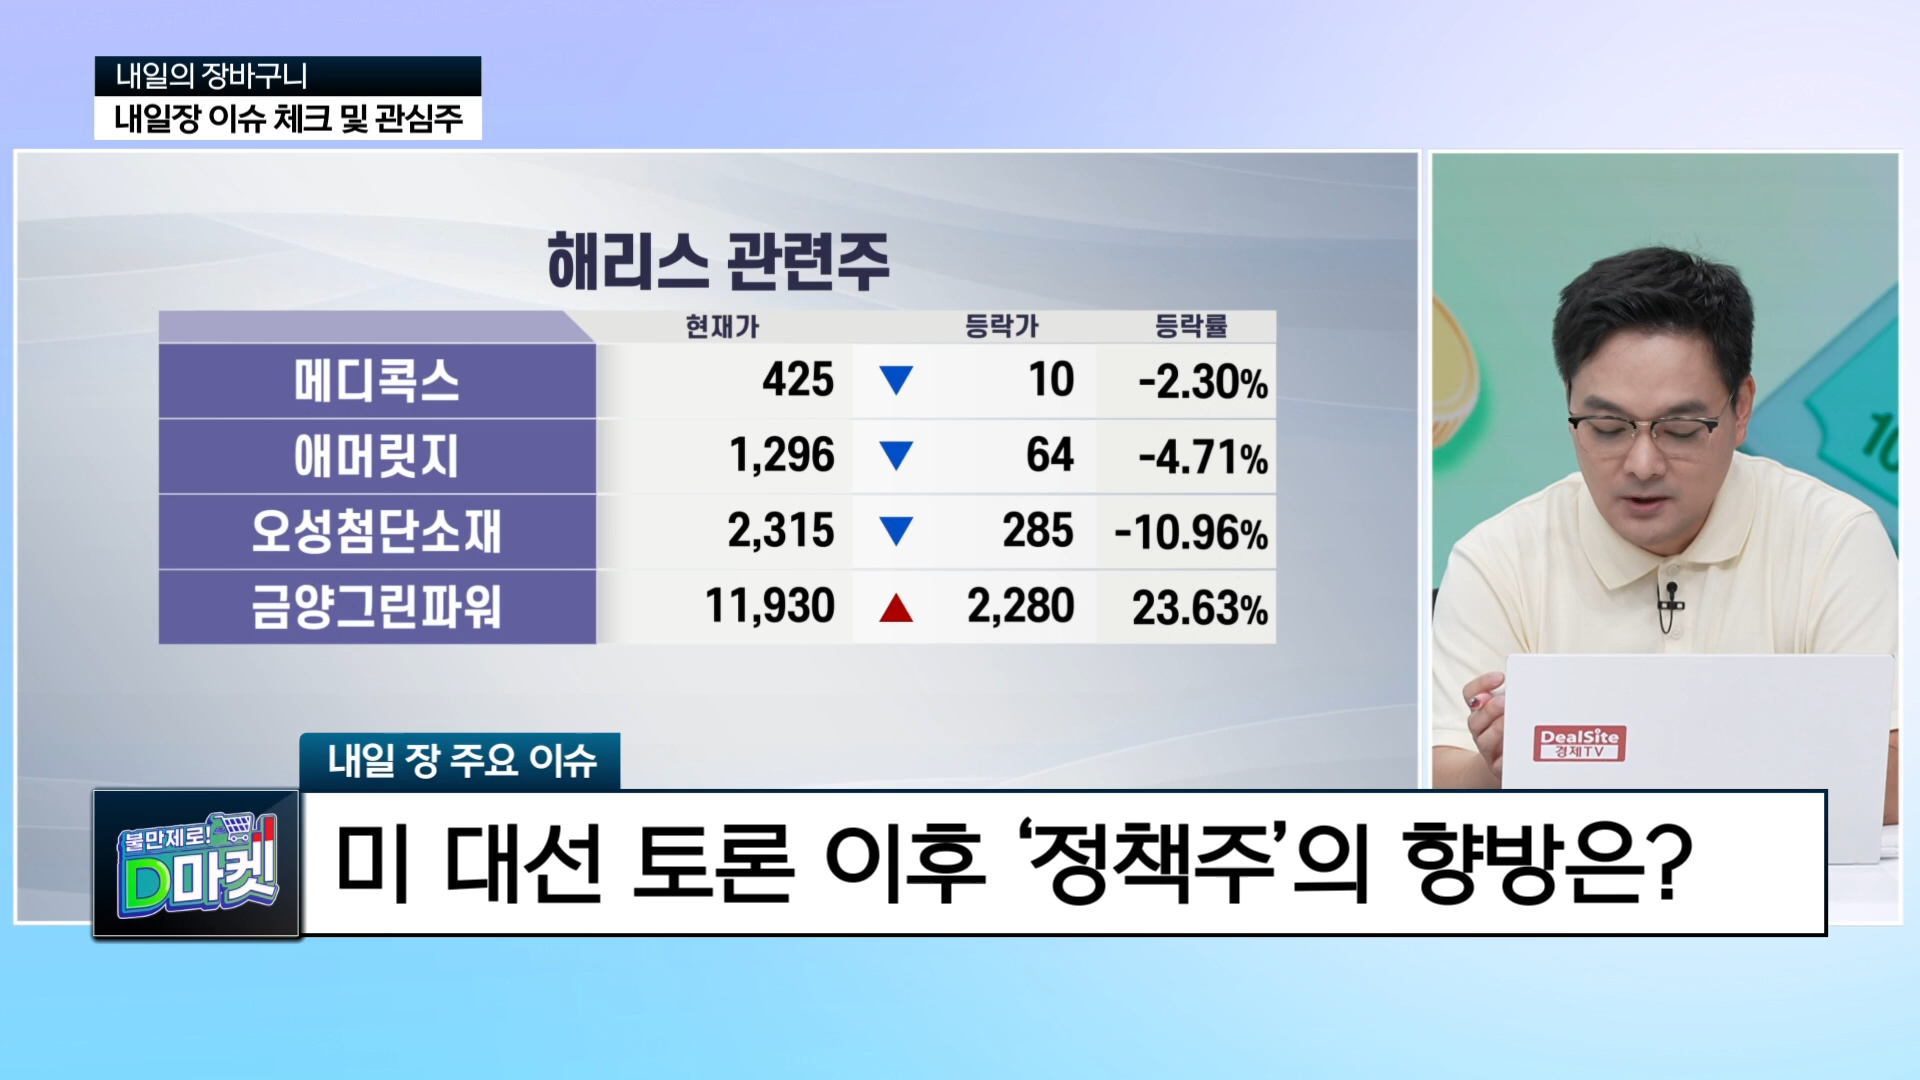 내일의 장바구니
내일장 이슈 체크 및 관심주
해리스 관련주
현재가 등락가 등락률
메디콕스 425 ▼ 10 -2.30%
애머릿지 1,296 ▼ 64 -4.71%
오성첨단소재 2,315 ▼ 285 -10.96%
금양그린파워 11,930 ▲ 2,280 23.63%
10
DealSite
경제TV
내일 장 주요 이슈
불만제로!
D마켓
미 대선 토론 이후 ‘정책주’의 향방은?